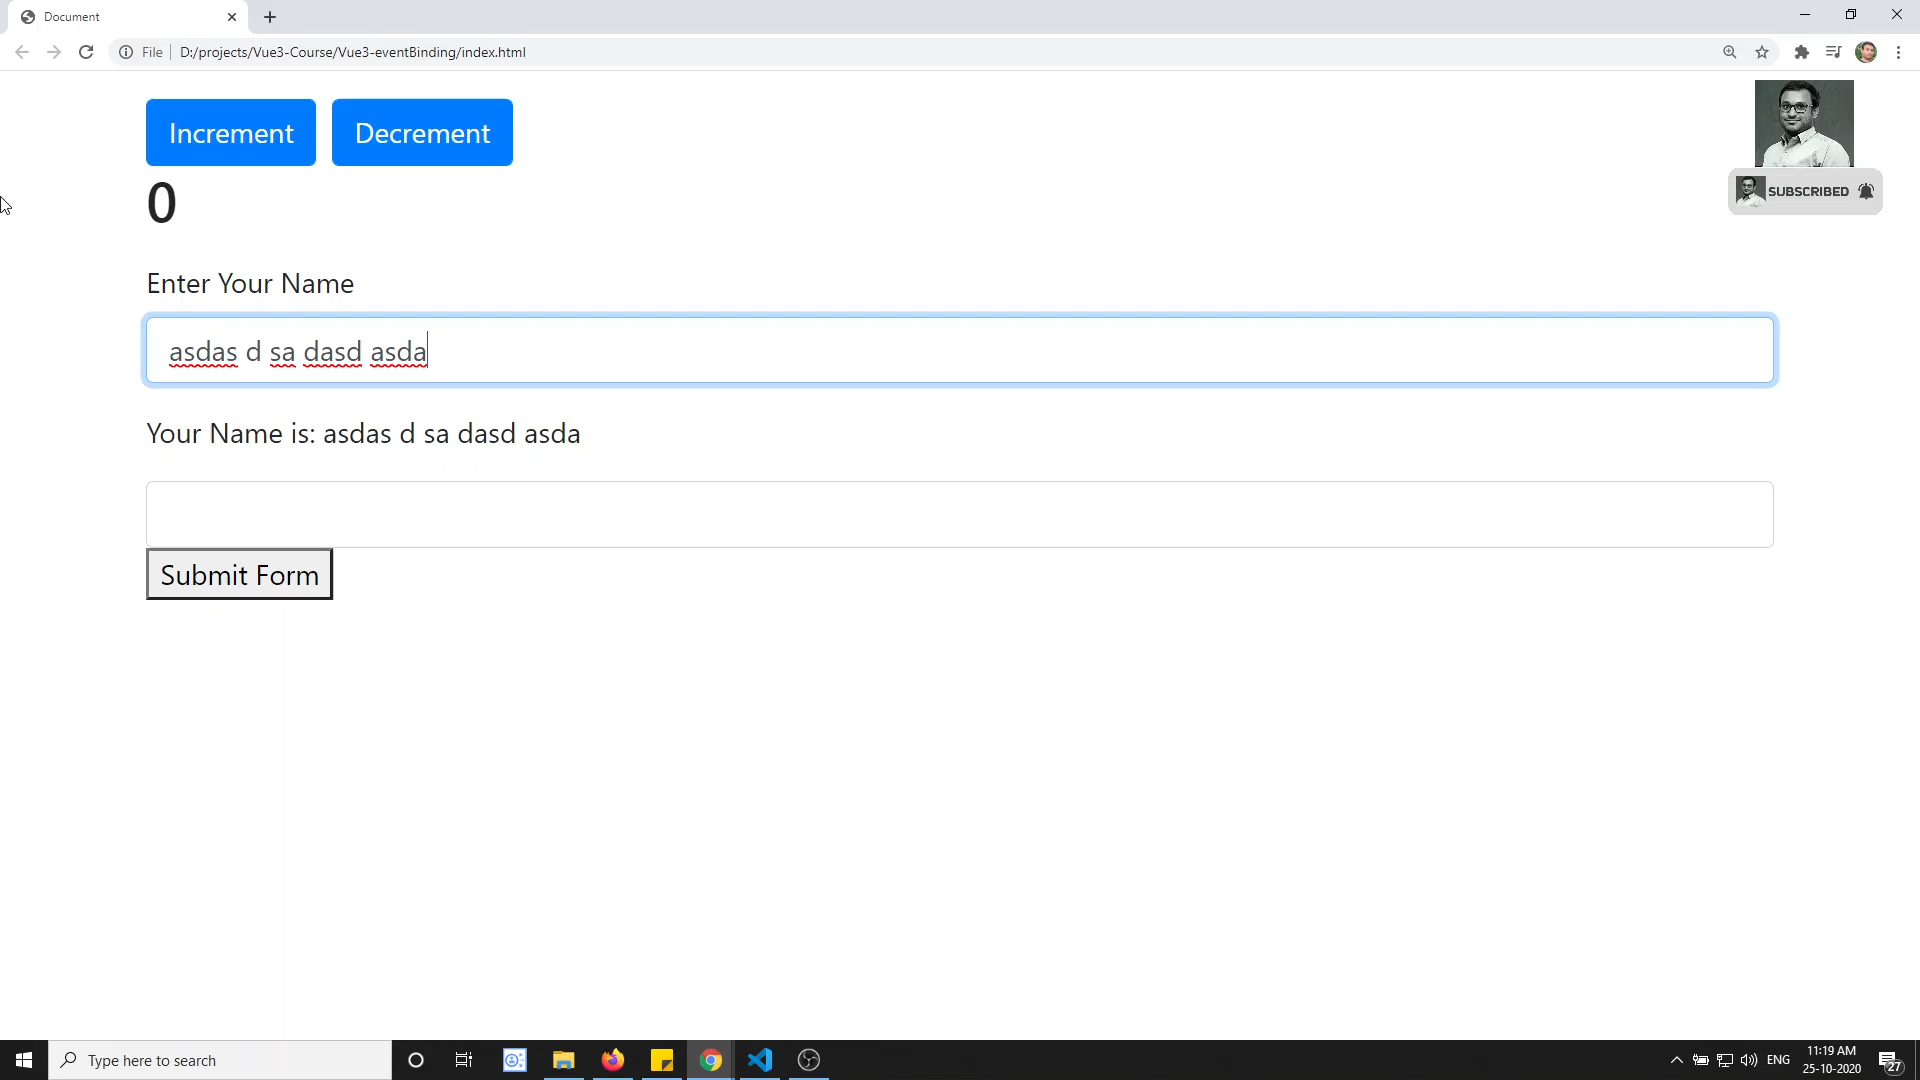 Document
File
D:/projects/Vue3-Course/Vue3-eventBinding/index.html
Increment
Decrement
SUBSCRIBED
0
Enter Your Name
asdas d sa dasd asda
Your Name is: asdas d sa dasd asda
Submit Form
Type here to search
ENG
11:19 AM
25-10-2020
27